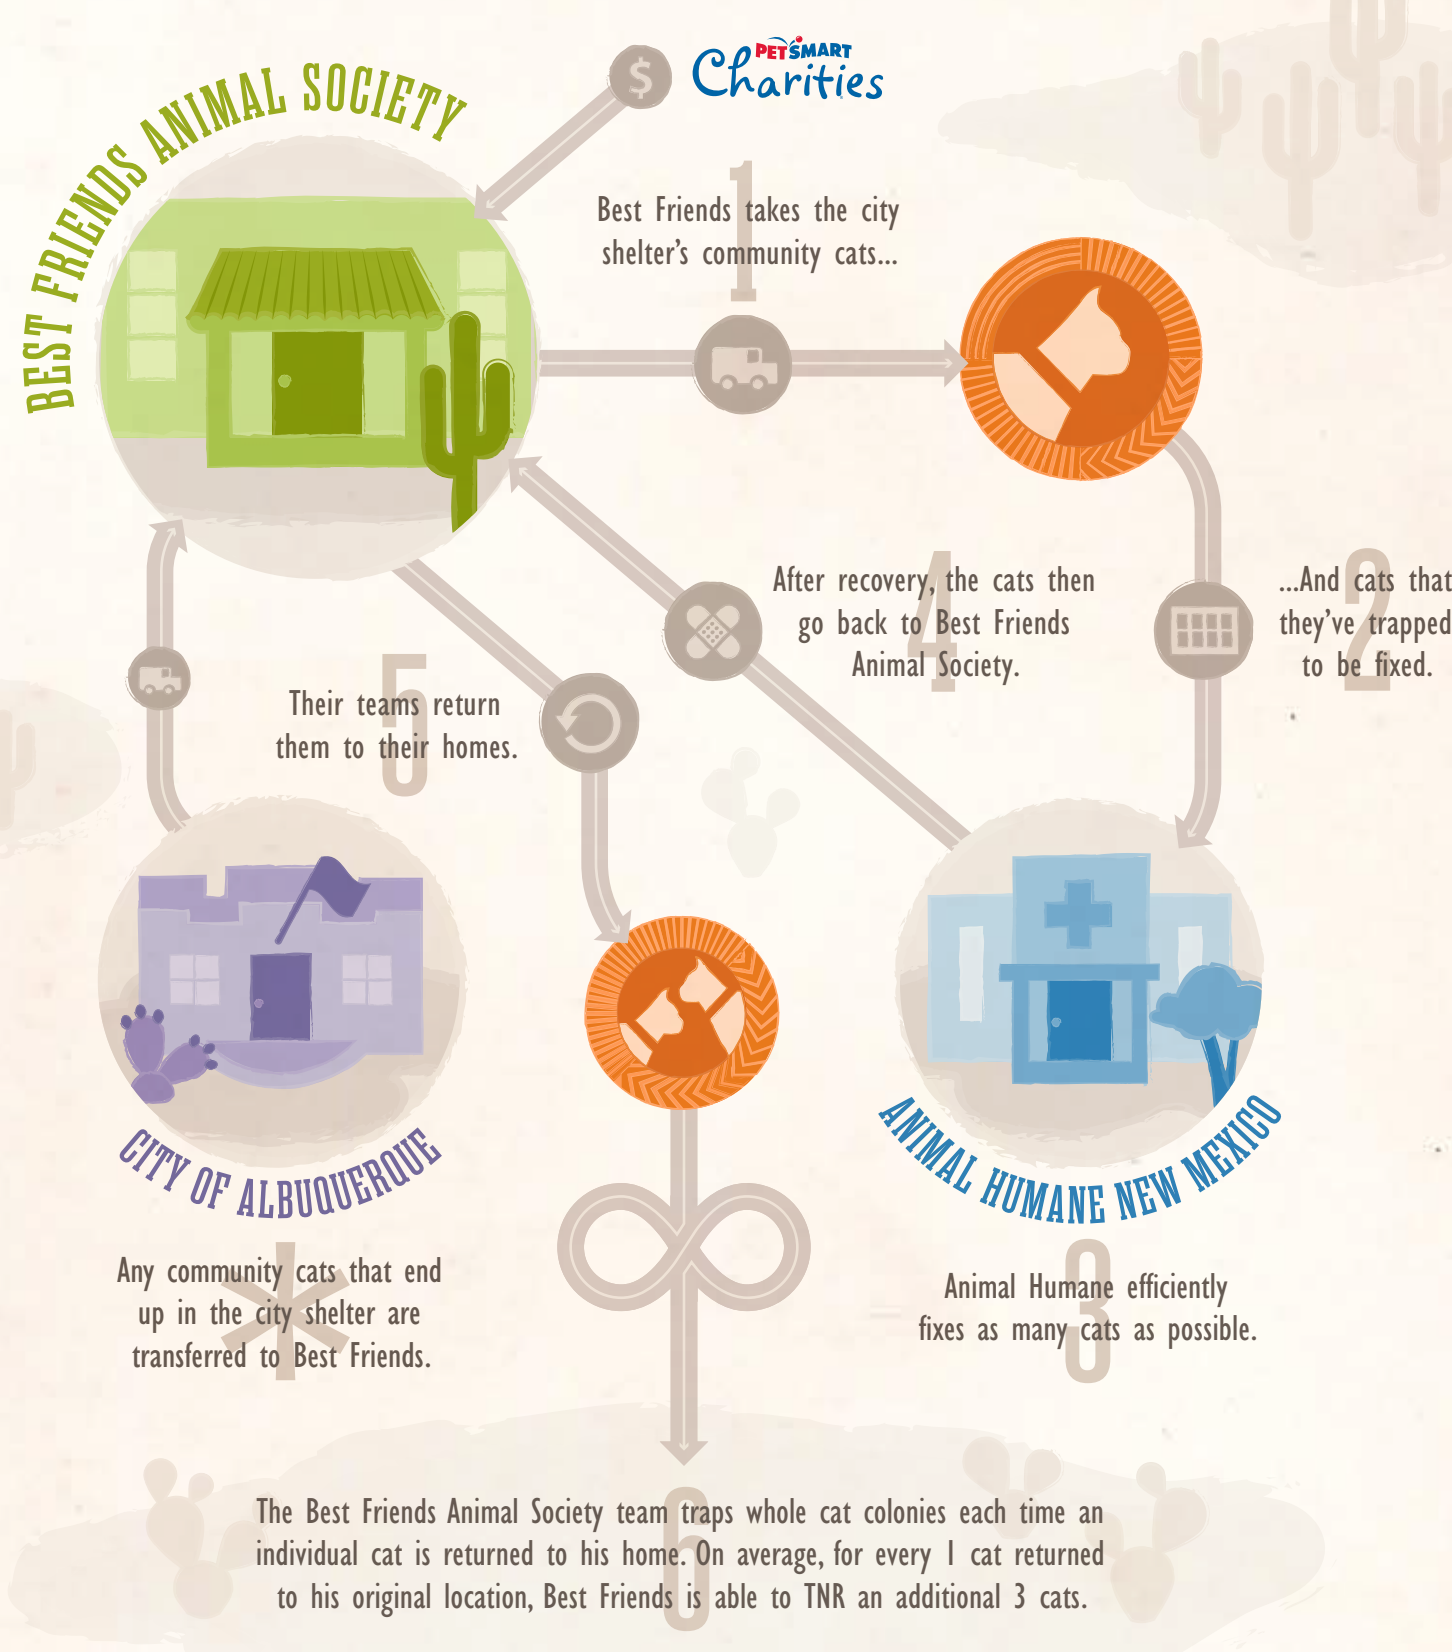 PETSMART
Charities
BEST FRIENDS ANIMAL SOCIETY
$
1
Best Friends takes the city
shelter's community cats...
2
...And cats that
they've trapped
to be fixed.
4
After recovery, the cats then
go back to Best Friends
Animal Society.
5
Their teams return
them to their homes.
CITY OF ALBUQUERQUE
*
Any community cats that end
up in the city shelter are
transferred to Best Friends.
ANIMAL HUMANE NEW MEXICO
3
Animal Humane efficiently
fixes as many cats as possible.
6
The Best Friends Animal Society team traps whole cat colonies each time an
individual cat is returned to his home. On average, for every 1 cat returned
to his original location, Best Friends is able to TNR an additional 3 cats.